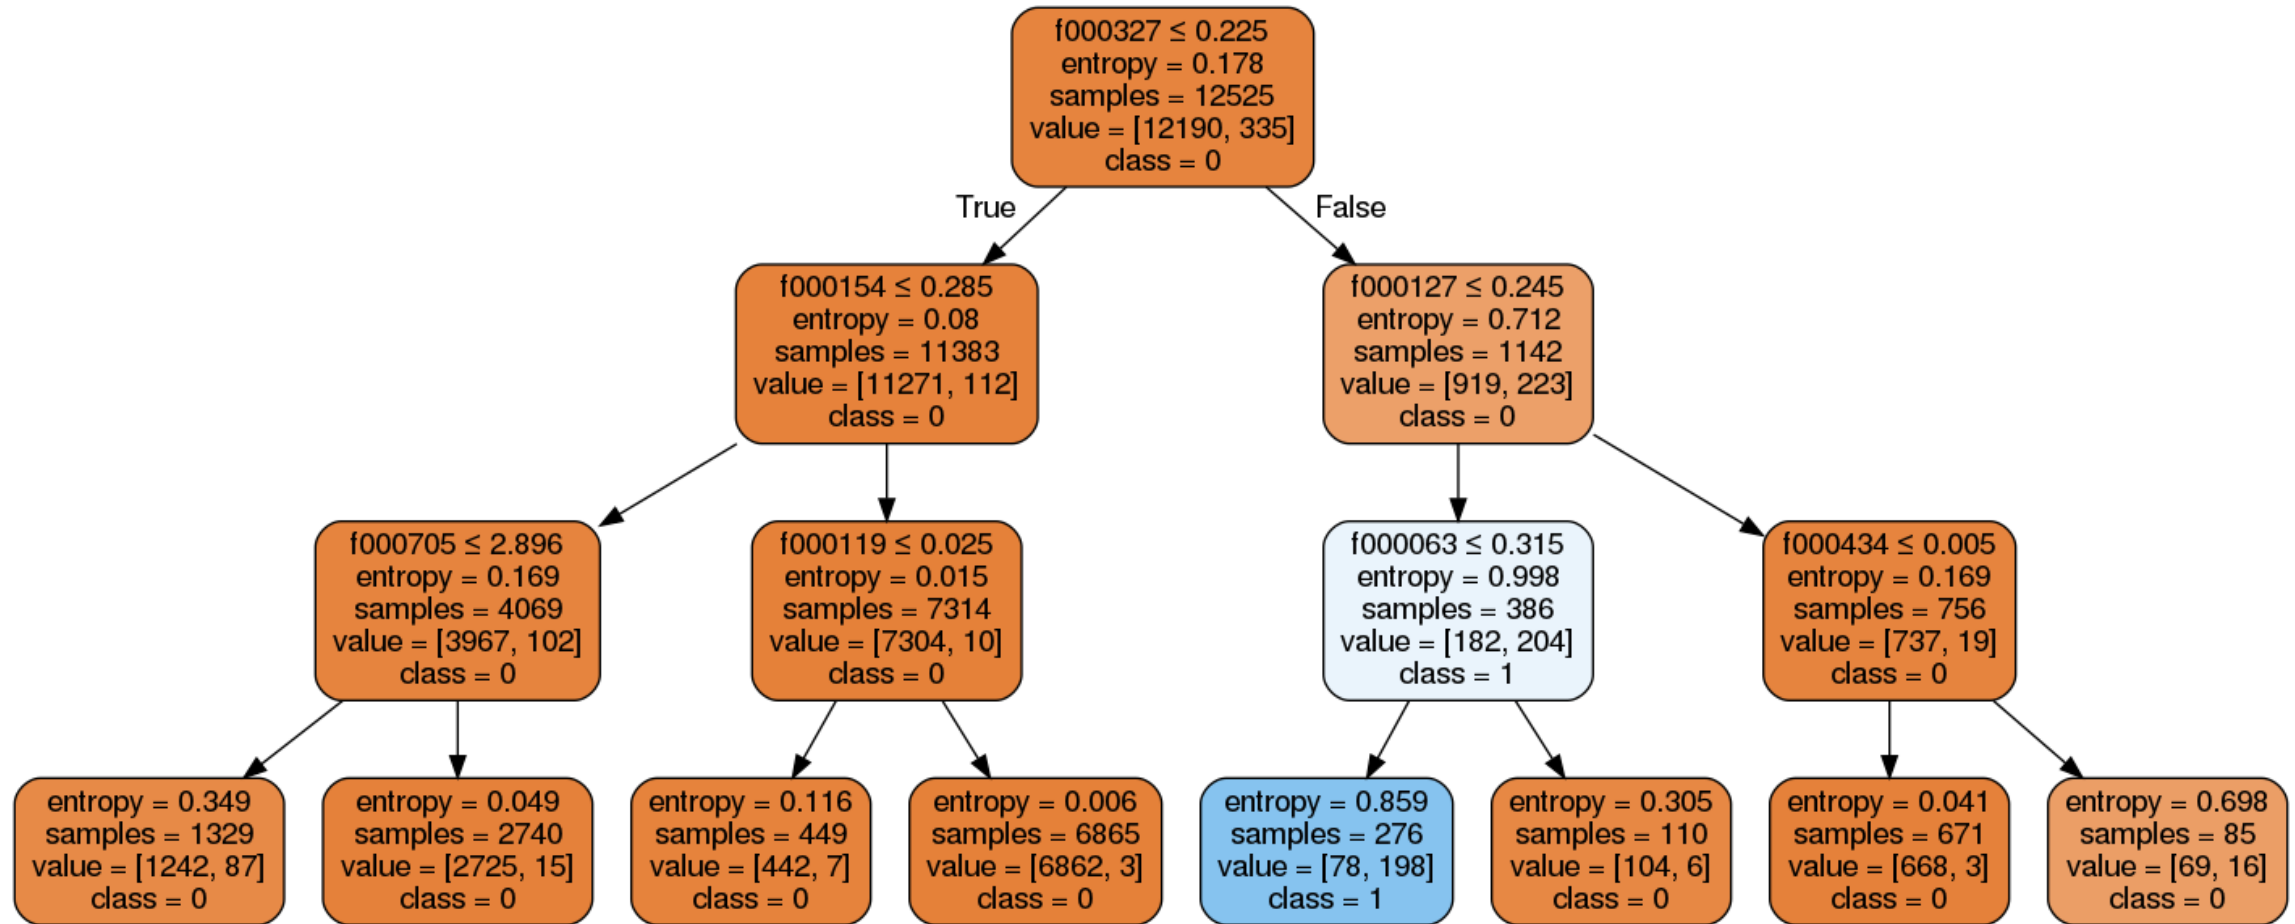 f000327 ≤ 0.225
entropy = 0.178
samples = 12525
value = [12190, 335]
class = 0
True
False
f000154 ≤ 0.285
entropy = 0.08
samples = 11383
value = [11271, 112]
class = 0
f000127 ≤ 0.245
entropy = 0.712
samples = 1142
value = [919, 223]
class = 0
f000705 ≤ 2.896
entropy = 0.169
samples = 4069
value = [3967, 102]
class = 0
f000119 ≤ 0.025
entropy = 0.015
samples = 7314
value = [7304, 10]
class = 0
f000063 ≤ 0.315
entropy = 0.998
samples = 386
value = [182, 204]
class = 1
f000434 ≤ 0.005
entropy = 0.169
samples = 756
value = [737, 19]
class = 0
entropy = 0.349
samples = 1329
value = [1242, 87]
class = 0
entropy = 0.049
samples = 2740
value = [2725, 15]
class = 0
entropy = 0.116
samples = 449
value = [442, 7]
class = 0
entropy = 0.006
samples = 6865
value = [6862, 3]
class = 0
entropy = 0.859
samples = 276
value = [78, 198]
class = 1
entropy = 0.305
samples = 110
value = [104, 6]
class = 0
entropy = 0.041
samples = 671
value = [668, 3]
class = 0
entropy = 0.698
samples = 85
value = [69, 16]
class = 0